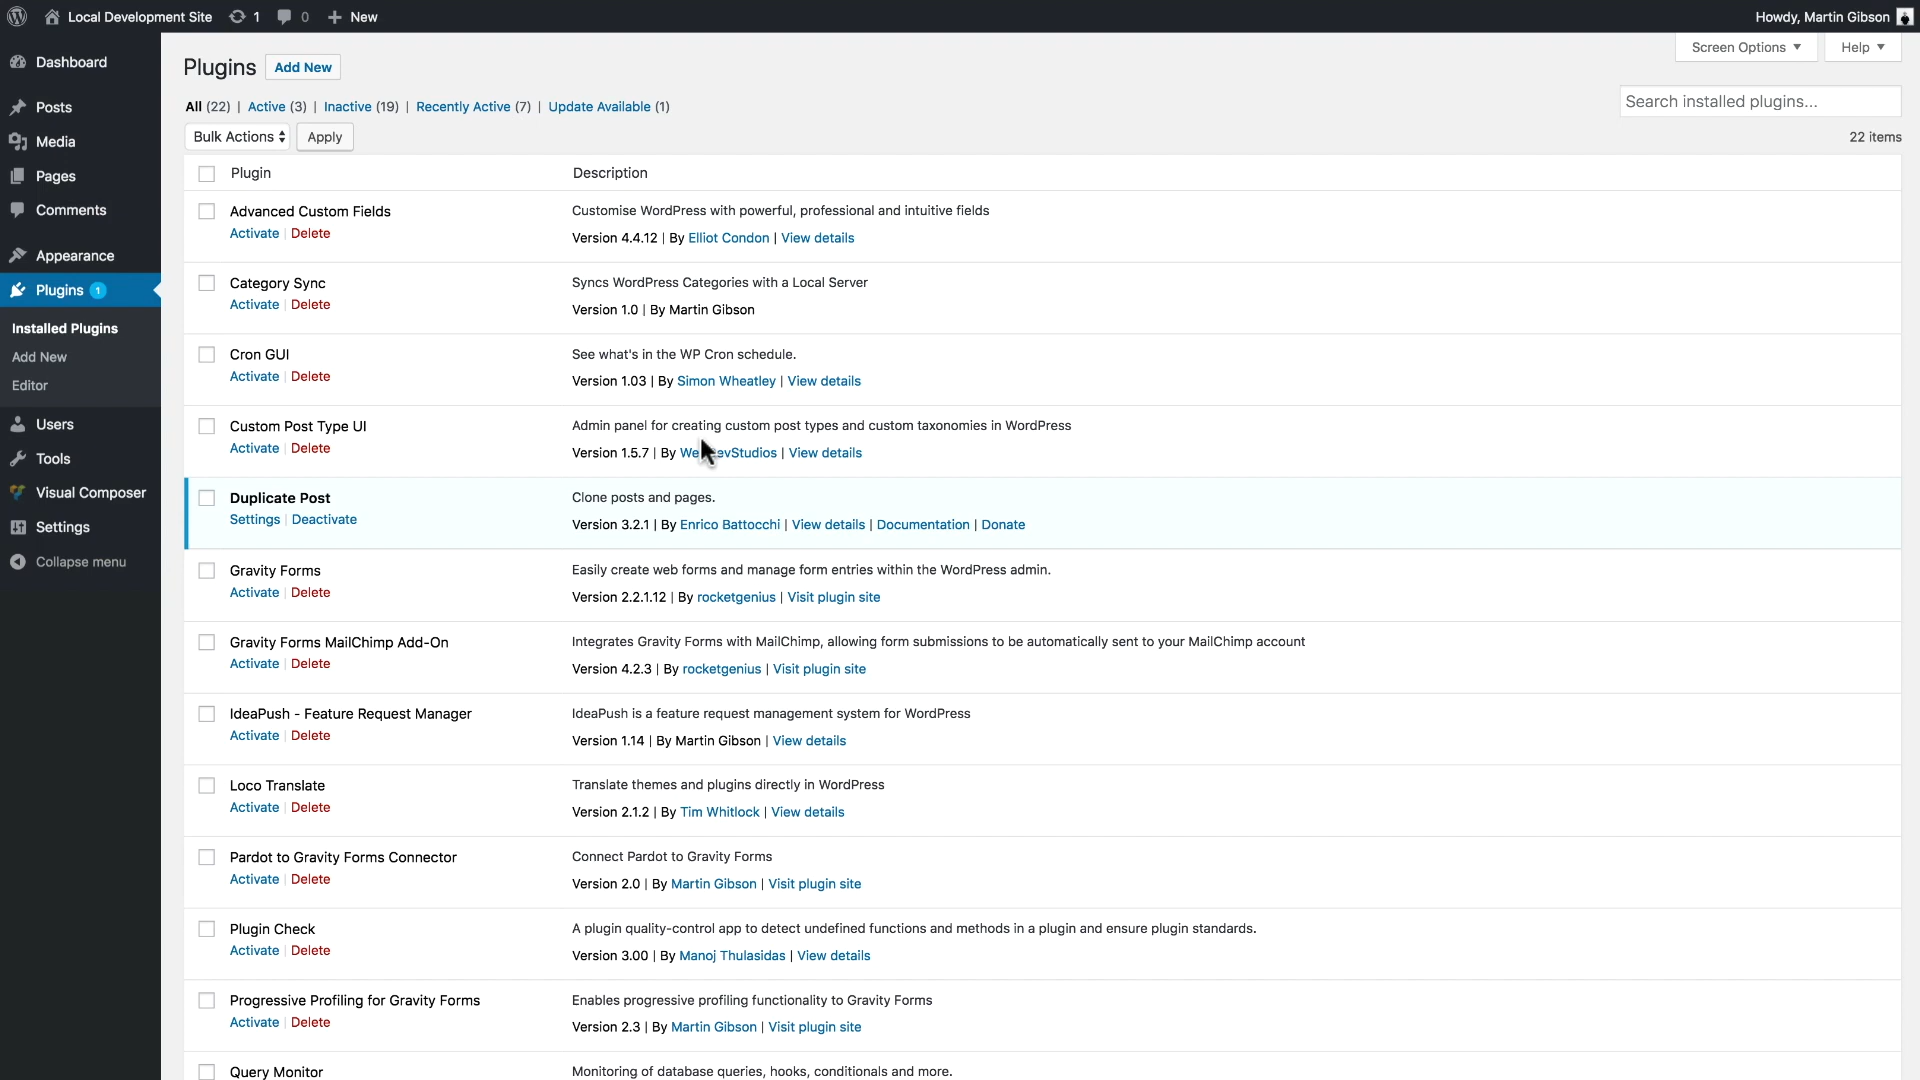 Local Development Site 1 0 New Howdy, Martin Gibson
Screen Options Help
Dashboard
Posts
Media
Pages
Comments
Appearance
Plugins 1
Installed Plugins
Add New
Editor
Users
Tools
Visual Composer
Settings
Collapse menu
Plugins Add New
All (22) | Active (3) | Inactive (19) | Recently Active (7) | Update Available (1)
Search installed plugins...
Bulk Actions Apply
22 items
Plugin Description
Advanced Custom Fields
Activate | Delete
Customise WordPress with powerful, professional and intuitive fields
Version 4.4.12 | By Elliot Condon | View details
Category Sync
Activate | Delete
Syncs WordPress Categories with a Local Server
Version 1.0 | By Martin Gibson
Cron GUI
Activate | Delete
See what's in the WP Cron schedule.
Version 1.03 | By Simon Wheatley | View details
Custom Post Type UI
Activate | Delete
Admin panel for creating custom post types and custom taxonomies in WordPress
Version 1.5.7 | By | View details
Duplicate Post
Settings | Deactivate
Clone posts and pages.
Version 3.2.1 | By Enrico Battocchi | View details | Documentation | Donate
Gravity Forms
Activate | Delete
Easily create web forms and manage form entries within the WordPress admin.
Version 2.2.1.12 | By rocketgenius | Visit plugin site
Gravity Forms MailChimp Add-On
Activate | Delete
Integrates Gravity Forms with MailChimp, allowing form submissions to be automatically sent to your MailChimp account
Version 4.2.3 | By rocketgenius | Visit plugin site
IdeaPush - Feature Request Manager
Activate | Delete
IdeaPush is a feature request management system for WordPress
Version 1.14 | By Martin Gibson | View details
Loco Translate
Activate | Delete
Translate themes and plugins directly in WordPress
Version 2.1.2 | By Tim Whitlock | View details
Pardot to Gravity Forms Connector
Activate | Delete
Connect Pardot to Gravity Forms
Version 2.0 | By Martin Gibson | Visit plugin site
Plugin Check
Activate | Delete
A plugin quality-control app to detect undefined functions and methods in a plugin and ensure plugin standards.
Version 3.00 | By Manoj Thulasidas | View details
Progressive Profiling for Gravity Forms
Activate | Delete
Enables progressive profiling functionality to Gravity Forms
Version 2.3 | By Martin Gibson | Visit plugin site
Query Monitor
Monitoring of database queries, hooks, conditionals and more.